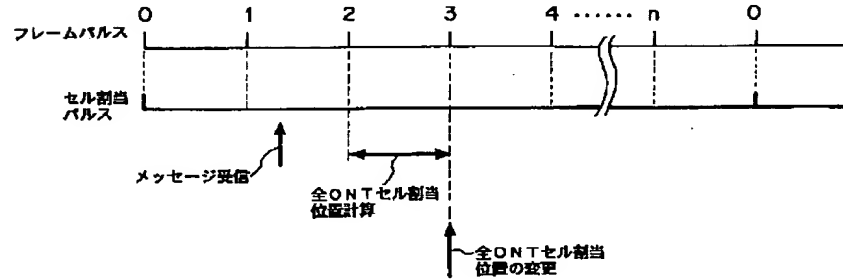 0 1 2 3 4 …… n 0
フレームパルス
セル割当
パルス
メッセージ受信
全ONTセル割当
位置計算
全ONTセル割当
位置の変更